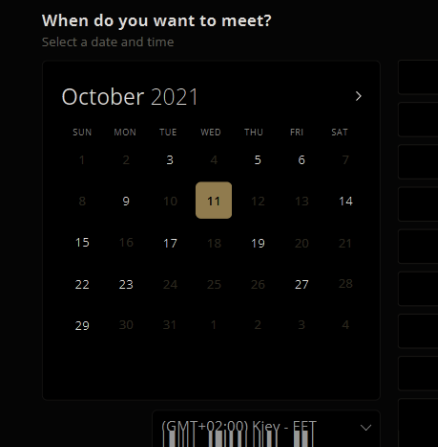 When do you want to meet?
Select a date and time
October 2021
SUN MON TUE WED THU FRI SAT
1 2 3 4 5 6 7
8 9 10 11 12 13 14
15 16 17 18 19 20 21
22 23 24 25 26 27 28
29 30 31 1 2 3 4
(GMT+02:00) Kiev - EET